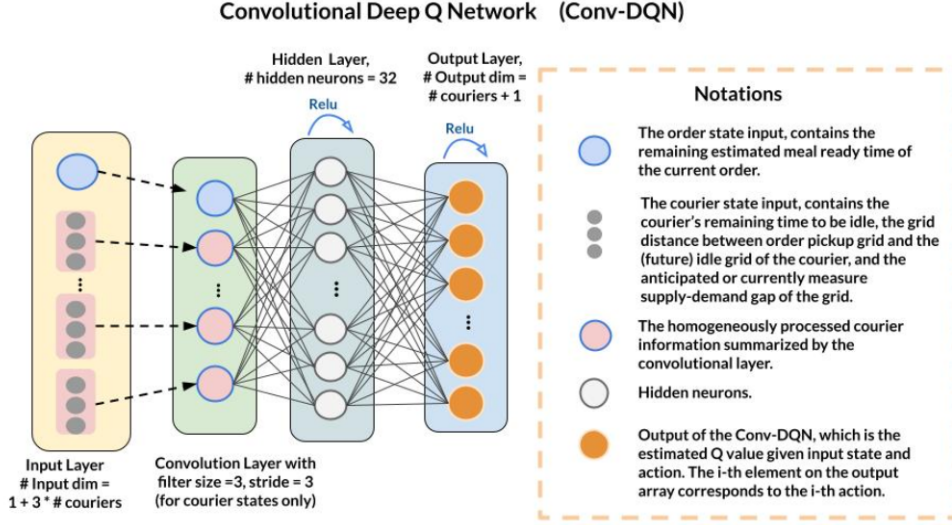 Convolutional Deep Q Network (Conv-DQN)
Hidden Layer,
# hidden neurons = 32
Relu
Output Layer,
# Output dim =
# couriers + 1
Relu
Input Layer
# Input dim =
1 + 3 * # couriers
Convolution Layer with
filter size =3, stride = 3
(for courier states only)
Notations
The order state input, contains the
remaining estimated meal ready time of
the current order.
The courier state input, contains the
courier's remaining time to be idle, the grid
distance between order pickup grid and the
(future) idle grid of the courier, and the
anticipated or currently measure
supply-demand gap of the grid.
The homogeneously processed courier
information summarized by the
convolutional layer.
Hidden neurons.
Output of the Conv-DQN, which is the
estimated Q value given input state and
action. The i-th element on the output
array corresponds to the i-th action.